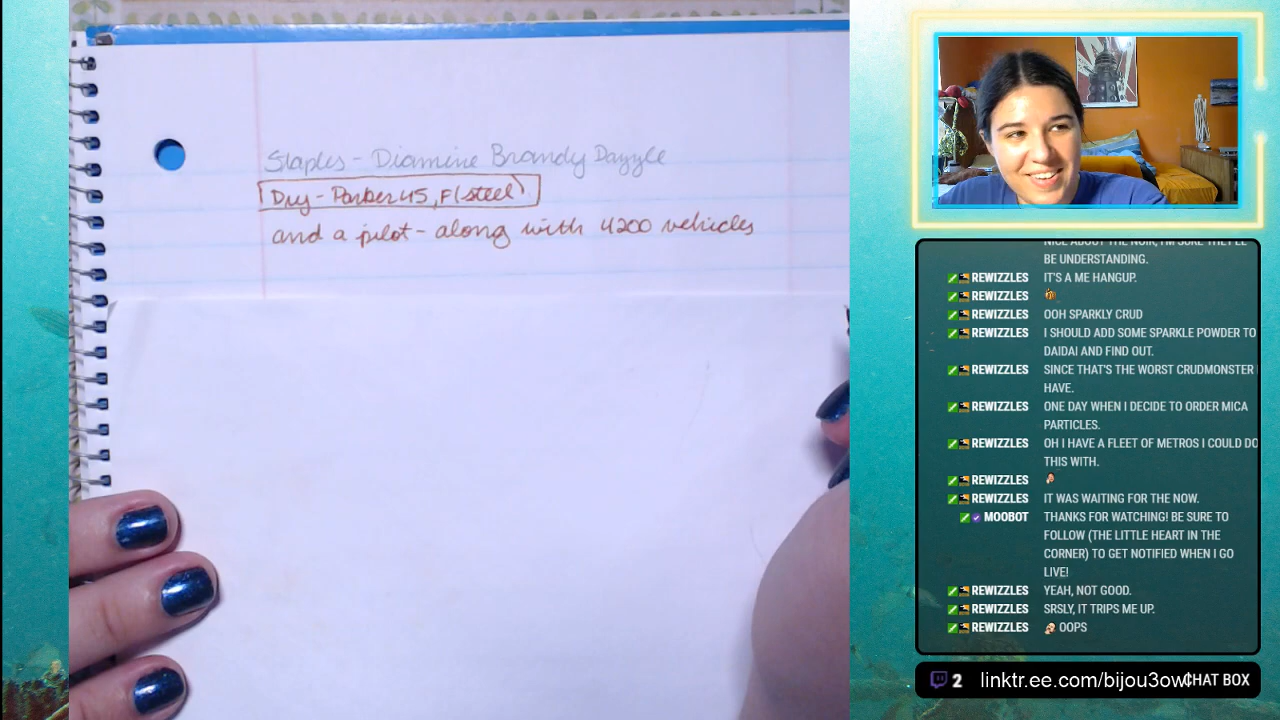 Staples - Diamine Brandy Dazzle
Dry - Parker 45, F (steel)
and a pilot - along with 4200 vehicles
NICE ABOUT THE NOIR, I'M SURE THEY'LL
BE UNDERSTANDING.
REWIZZLES IT'S A ME HANGUP.
REWIZZLES
REWIZZLES OOH SPARKLY CRUD
REWIZZLES I SHOULD ADD SOME SPARKLE POWDER TO
DAIDAI AND FIND OUT.
REWIZZLES SINCE THAT'S THE WORST CRUDMONSTER I
HAVE.
REWIZZLES ONE DAY WHEN I DECIDE TO ORDER MICA
PARTICLES.
REWIZZLES OH I HAVE A FLEET OF METROS I COULD DO
THIS WITH.
REWIZZLES
REWIZZLES IT WAS WAITING FOR THE NOW.
MOOBOT THANKS FOR WATCHING! BE SURE TO
FOLLOW (THE LITTLE HEART IN THE
CORNER) TO GET NOTIFIED WHEN I GO
LIVE!
REWIZZLES YEAH, NOT GOOD.
REWIZZLES SRSLY, IT TRIPS ME UP.
REWIZZLES OOPS
2 linktr.ee.com/bijou3owl CHAT BOX